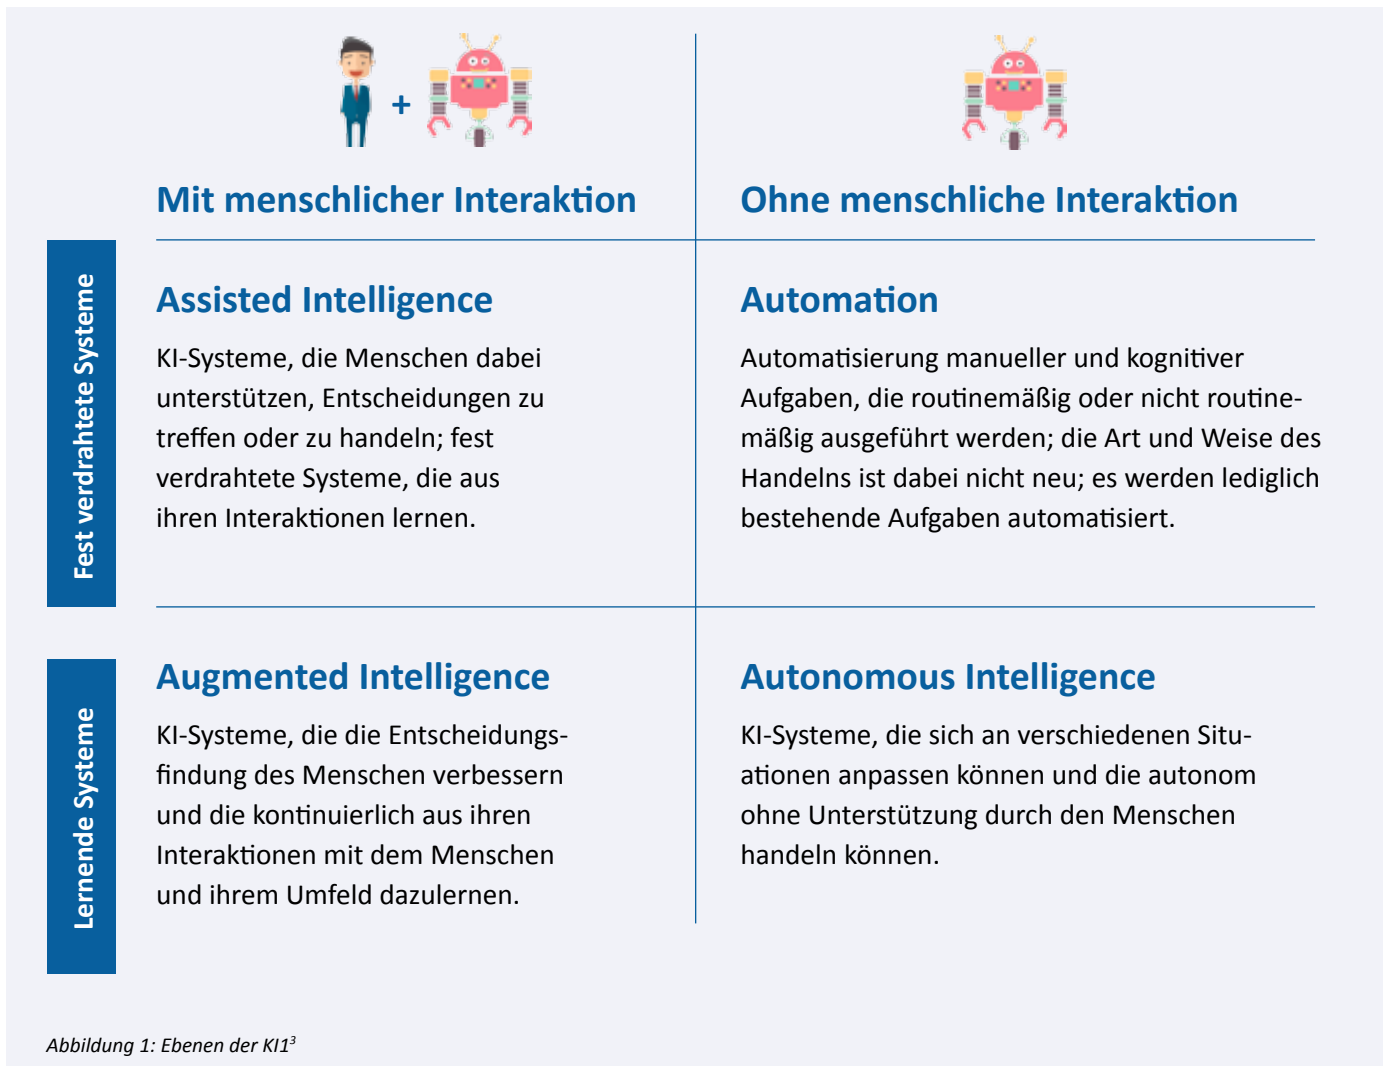 +
Mit menschlicher Interaktion
Ohne menschliche Interaktion
Fest verdrahtete Systeme
Assisted Intelligence
KI-Systeme, die Menschen dabei
unterstützen, Entscheidungen zu
treffen oder zu handeln; fest
verdrahtete Systeme, die aus
ihren Interaktionen lernen.
Automation
Automatisierung manueller und kognitiver
Aufgaben, die routinemäßig oder nicht routine-
mäßig ausgeführt werden; die Art und Weise des
Handelns ist dabei nicht neu; es werden lediglich
bestehende Aufgaben automatisiert.
Lernende Systeme
Augmented Intelligence
KI-Systeme, die die Entscheidungs-
findung des Menschen verbessern
und die kontinuierlich aus ihren
Interaktionen mit dem Menschen
und ihrem Umfeld dazulernen.
Autonomous Intelligence
KI-Systeme, die sich an verschiedenen Situ-
ationen anpassen können und die autonom
ohne Unterstützung durch den Menschen
handeln können.
Abbildung 1: Ebenen der KI1³